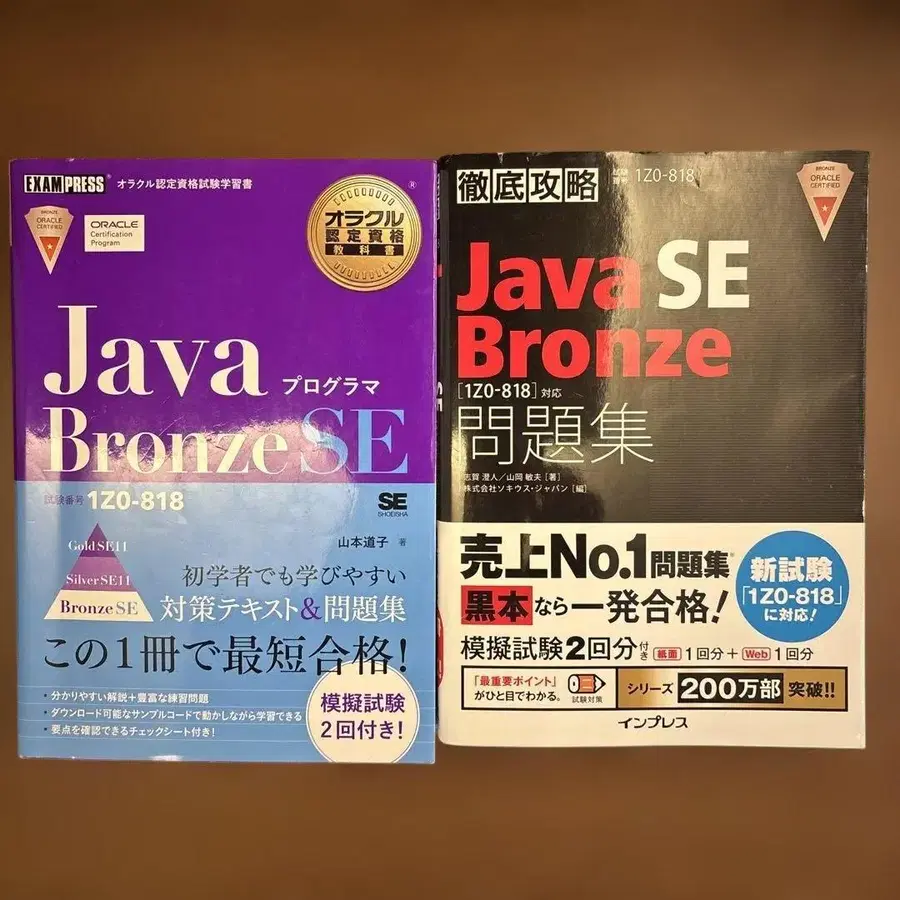 EXAMPRESS® オラクル認定資格試験学習書
BRONZE
ORACLE
CERTIFIED
ORACLE
Certification
Program
オラクル
認定資格
教科書
®
Java プログラマ
Bronze SE
試験番号 1Z0-818
SE
SHOEISHA
山本道子 著
Gold SE11
Silver SE11
Bronze SE
初学者でも学びやすい
対策テキスト&問題集
この1冊で最短合格!
・分かりやすい解説+豊富な練習問題
・ダウンロード可能なサンプルコードで動かしながら学習できる
・要点を確認できるチェックシート付き!
模擬試験
2回付き!
徹底攻略 試験番号 1Z0-818
BRONZE
ORACLE
CERTIFIED
Java SE
Bronze
[1Z0-818]対応
問題集
志賀 澄人/山岡 敏夫[著]
株式会社ソキウス・ジャパン[編]
売上No.1問題集※
黒本なら一発合格!
新試験
「1Z0-818」
に対応!
模擬試験2回分付き 紙面 1回分+Web 1回分
「最重要ポイント」
がひと目でわかる。
試験対策
シリーズ 200万部 突破!!
インプレス